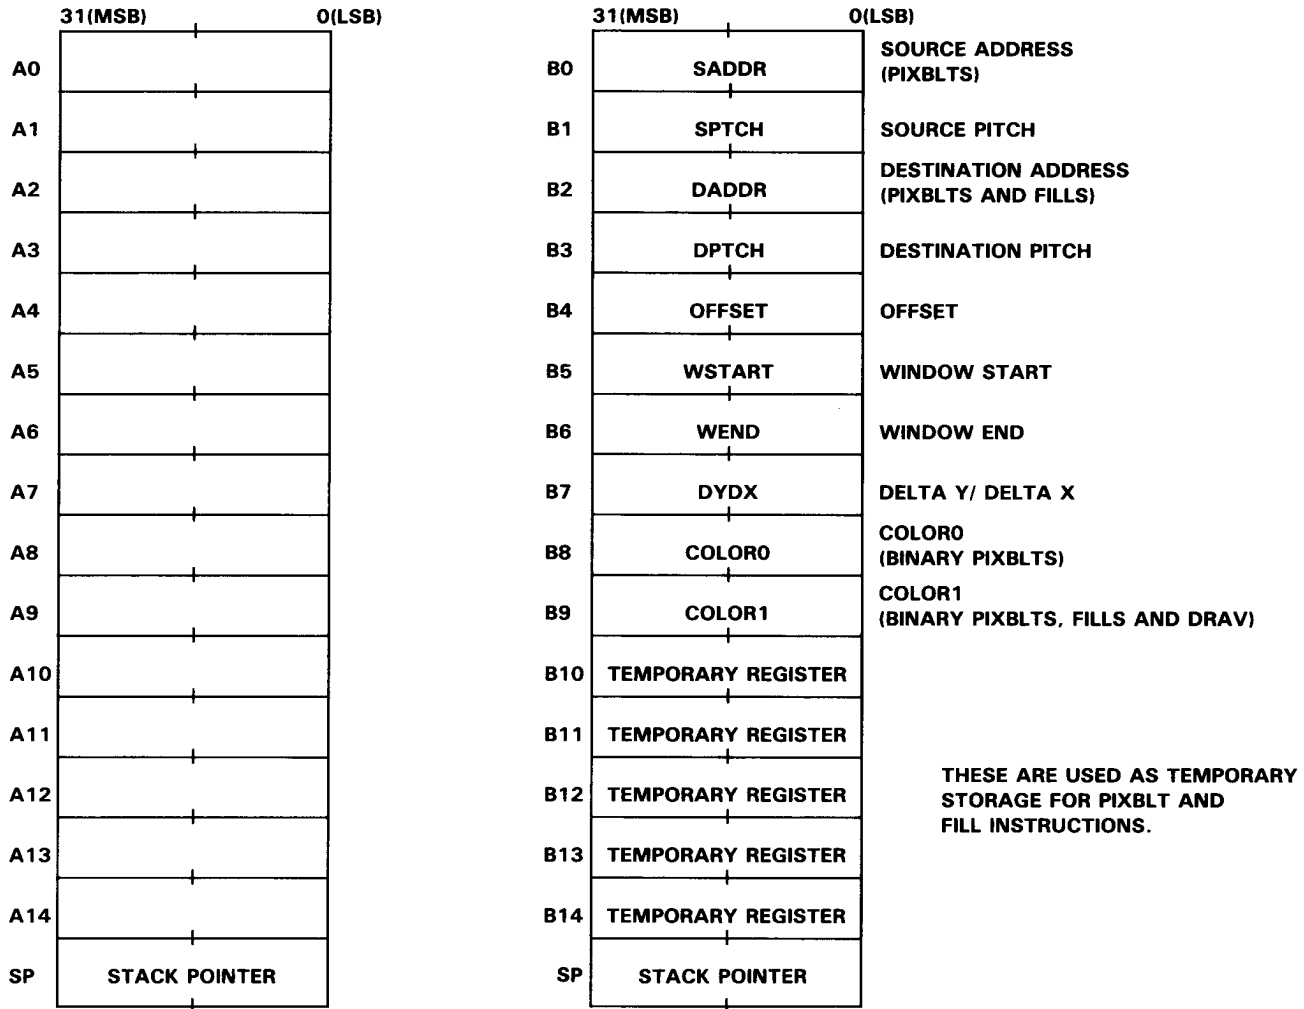 31(MSB) 0(LSB) 31(MSB) 0(LSB)
A0 B0 SADDR SOURCE ADDRESS
(PIXBLTS)
A1 B1 SPTCH SOURCE PITCH
A2 B2 DADDR DESTINATION ADDRESS
(PIXBLTS AND FILLS)
A3 B3 DPTCH DESTINATION PITCH
A4 B4 OFFSET OFFSET
A5 B5 WSTART WINDOW START
A6 B6 WEND WINDOW END
A7 B7 DYDX DELTA Y/ DELTA X
A8 B8 COLOR0 COLOR0
(BINARY PIXBLTS)
A9 B9 COLOR1 COLOR1
(BINARY PIXBLTS, FILLS AND DRAV)
A10 B10 TEMPORARY REGISTER
A11 B11 TEMPORARY REGISTER
A12 B12 TEMPORARY REGISTER
A13 B13 TEMPORARY REGISTER
A14 B14 TEMPORARY REGISTER
THESE ARE USED AS TEMPORARY
STORAGE FOR PIXBLT AND
FILL INSTRUCTIONS.
SP STACK POINTER SP STACK POINTER